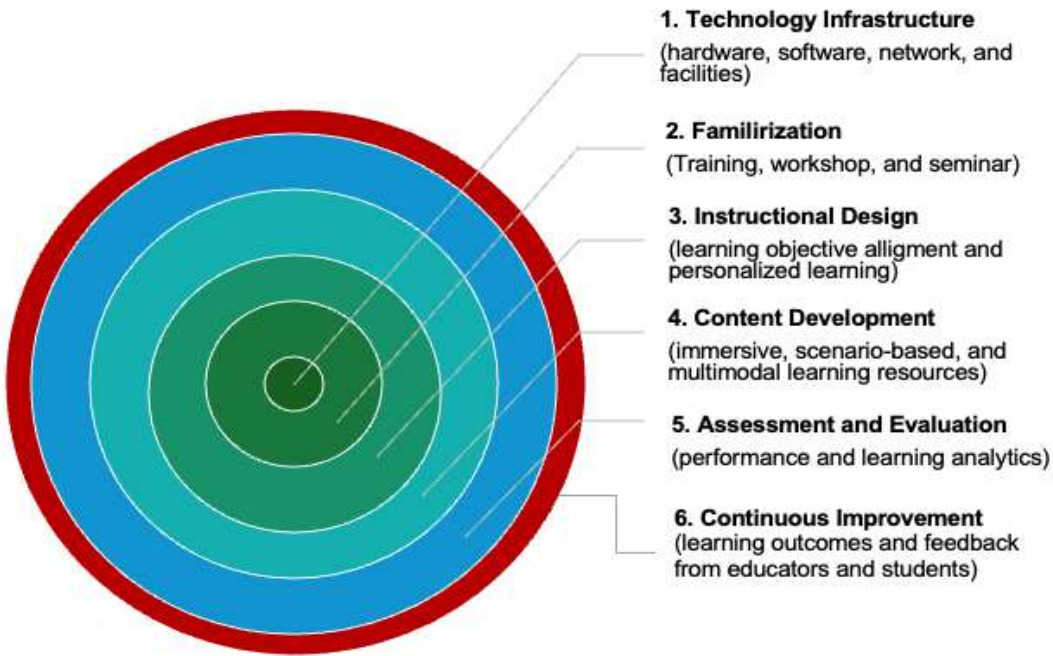 1. Technology Infrastructure
(hardware, software, network, and
facilities)
2. Familirization
(Training, workshop, and seminar)
3. Instructional Design
(learning objective alligment and
personalized learning)
4. Content Development
(immersive, scenario-based, and
multimodal learning resources)
5. Assessment and Evaluation
(performance and learning analytics)
6. Continuous Improvement
(learning outcomes and feedback
from educators and students)